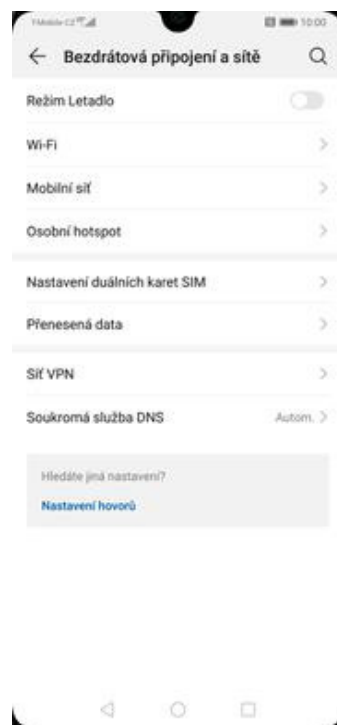 T-Mobile CZ 10:00
Bezdrátová připojení a sítě
Režim Letadlo
Wi-Fi
Mobilní síť
Osobní hotspot
Nastavení duálních karet SIM
Přenesená data
Síť VPN
Soukromá služba DNS Autom.
Hledáte jiná nastavení?
Nastavení hovorů